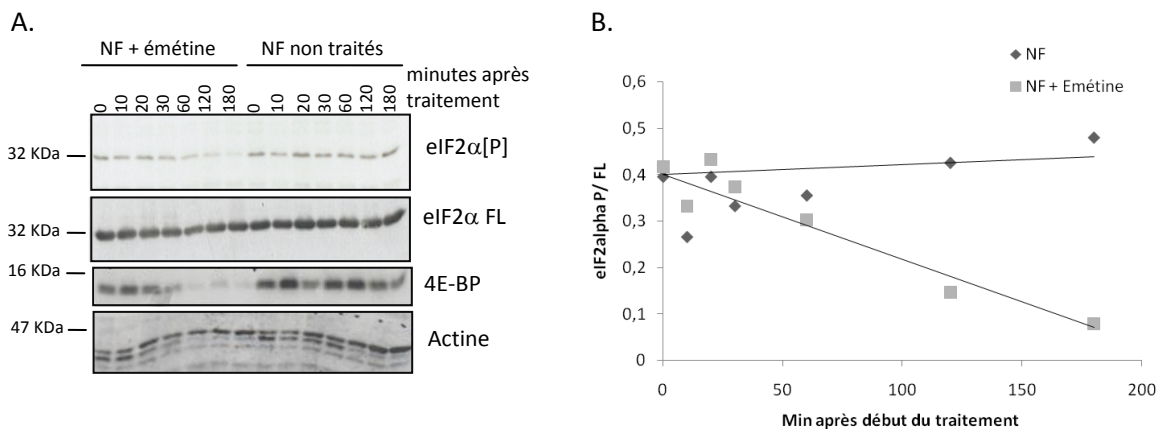 A.
NF + émétine NF non traités
minutes après
traitement
0 10 20 30 60 120 180 0 10 20 30 60 120 180
32 KDa eIF2α[P]
32 KDa eIF2α FL
16 KDa 4E-BP
47 KDa Actine
B.
NF
NF + Emétine
eIF2alpha P/ FL
0,6
0,5
0,4
0,3
0,2
0,1
0
0 50 100 150 200
Min après début du traitement